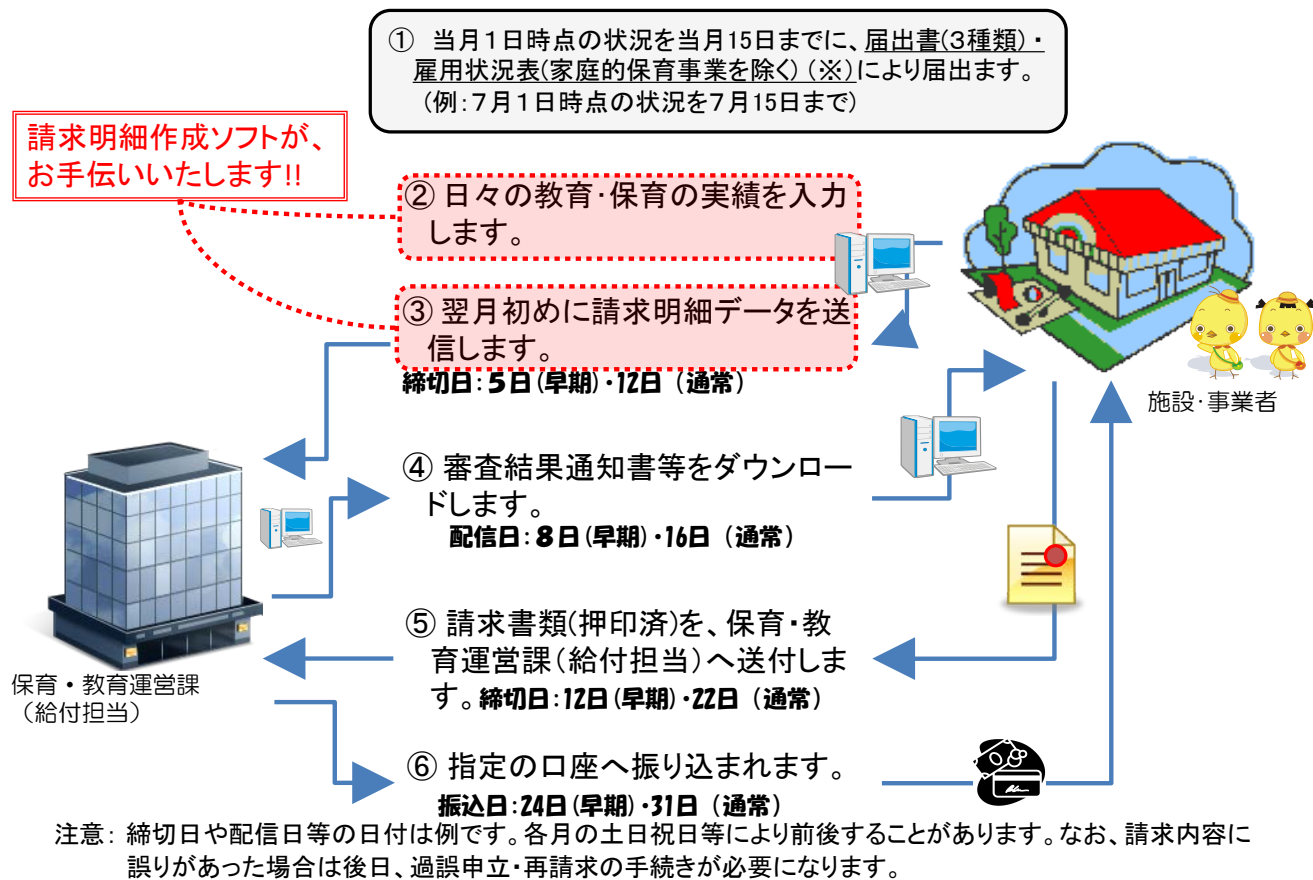 ① 当月1日時点の状況を当月15日までに、届出書(3種類)・
雇用状況表(家庭的保育事業を除く)(※)により届出ます。
(例:7月1日時点の状況を7月15日まで)
請求明細作成ソフトが、
お手伝いいたします!!
② 日々の教育・保育の実績を入力
します。
③ 翌月初めに請求明細データを送
信します。
締切日:5日(早期)・12日(通常)
施設・事業者
④ 審査結果通知書等をダウンロー
ドします。
配信日:8日(早期)・16日(通常)
⑤ 請求書類(押印済)を、保育・教
育運営課(給付担当)へ送付しま
す。締切日:12日(早期)・22日(通常)
保育・教育運営課
(給付担当)
⑥ 指定の口座へ振り込まれます。
振込日:24日(早期)・31日(通常)
注意: 締切日や配信日等の日付は例です。各月の土日祝日等により前後することがあります。なお、請求内容に
誤りがあった場合は後日、過誤申立・再請求の手続きが必要になります。